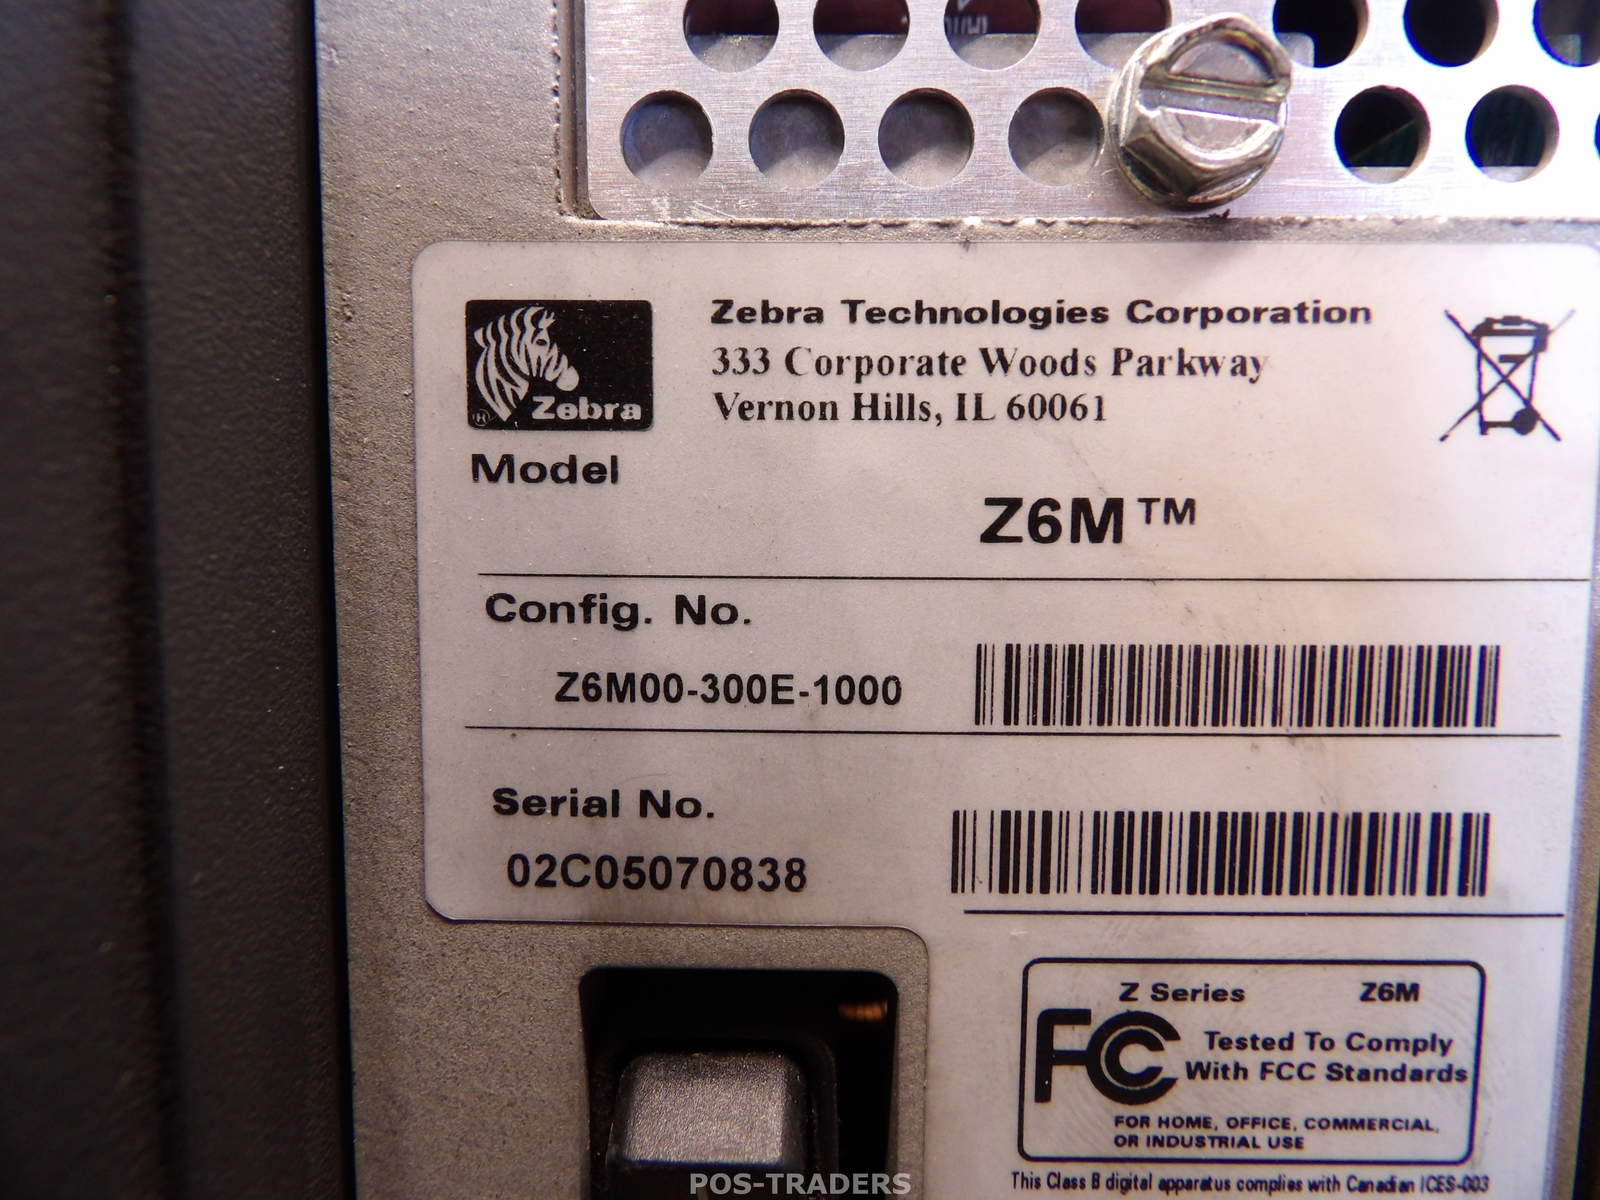 Zebra Technologies Corporation
333 Corporate Woods Parkway
Vernon Hills, IL 60061
® Zebra
Model
Z6M™
Config. No.
Z6M00-300E-1000
Serial No.
02C05070838
Z Series Z6M
FC Tested To Comply
With FCC Standards
FOR HOME, OFFICE, COMMERCIAL,
OR INDUSTRIAL USE
This Class B digital apparatus complies with Canadian ICES-003
POS-TRADERS